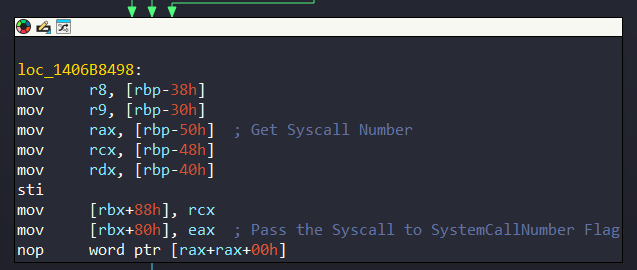 loc_1406B8498:
mov r8, [rbp-38h]
mov r9, [rbp-30h]
mov rax, [rbp-50h] ; Get Syscall Number
mov rcx, [rbp-48h]
mov rdx, [rbp-40h]
sti
mov [rbx+88h], rcx
mov [rbx+80h], eax ; Pass the Syscall to SystemCallNumber Flag
nop word ptr [rax+rax+00h]